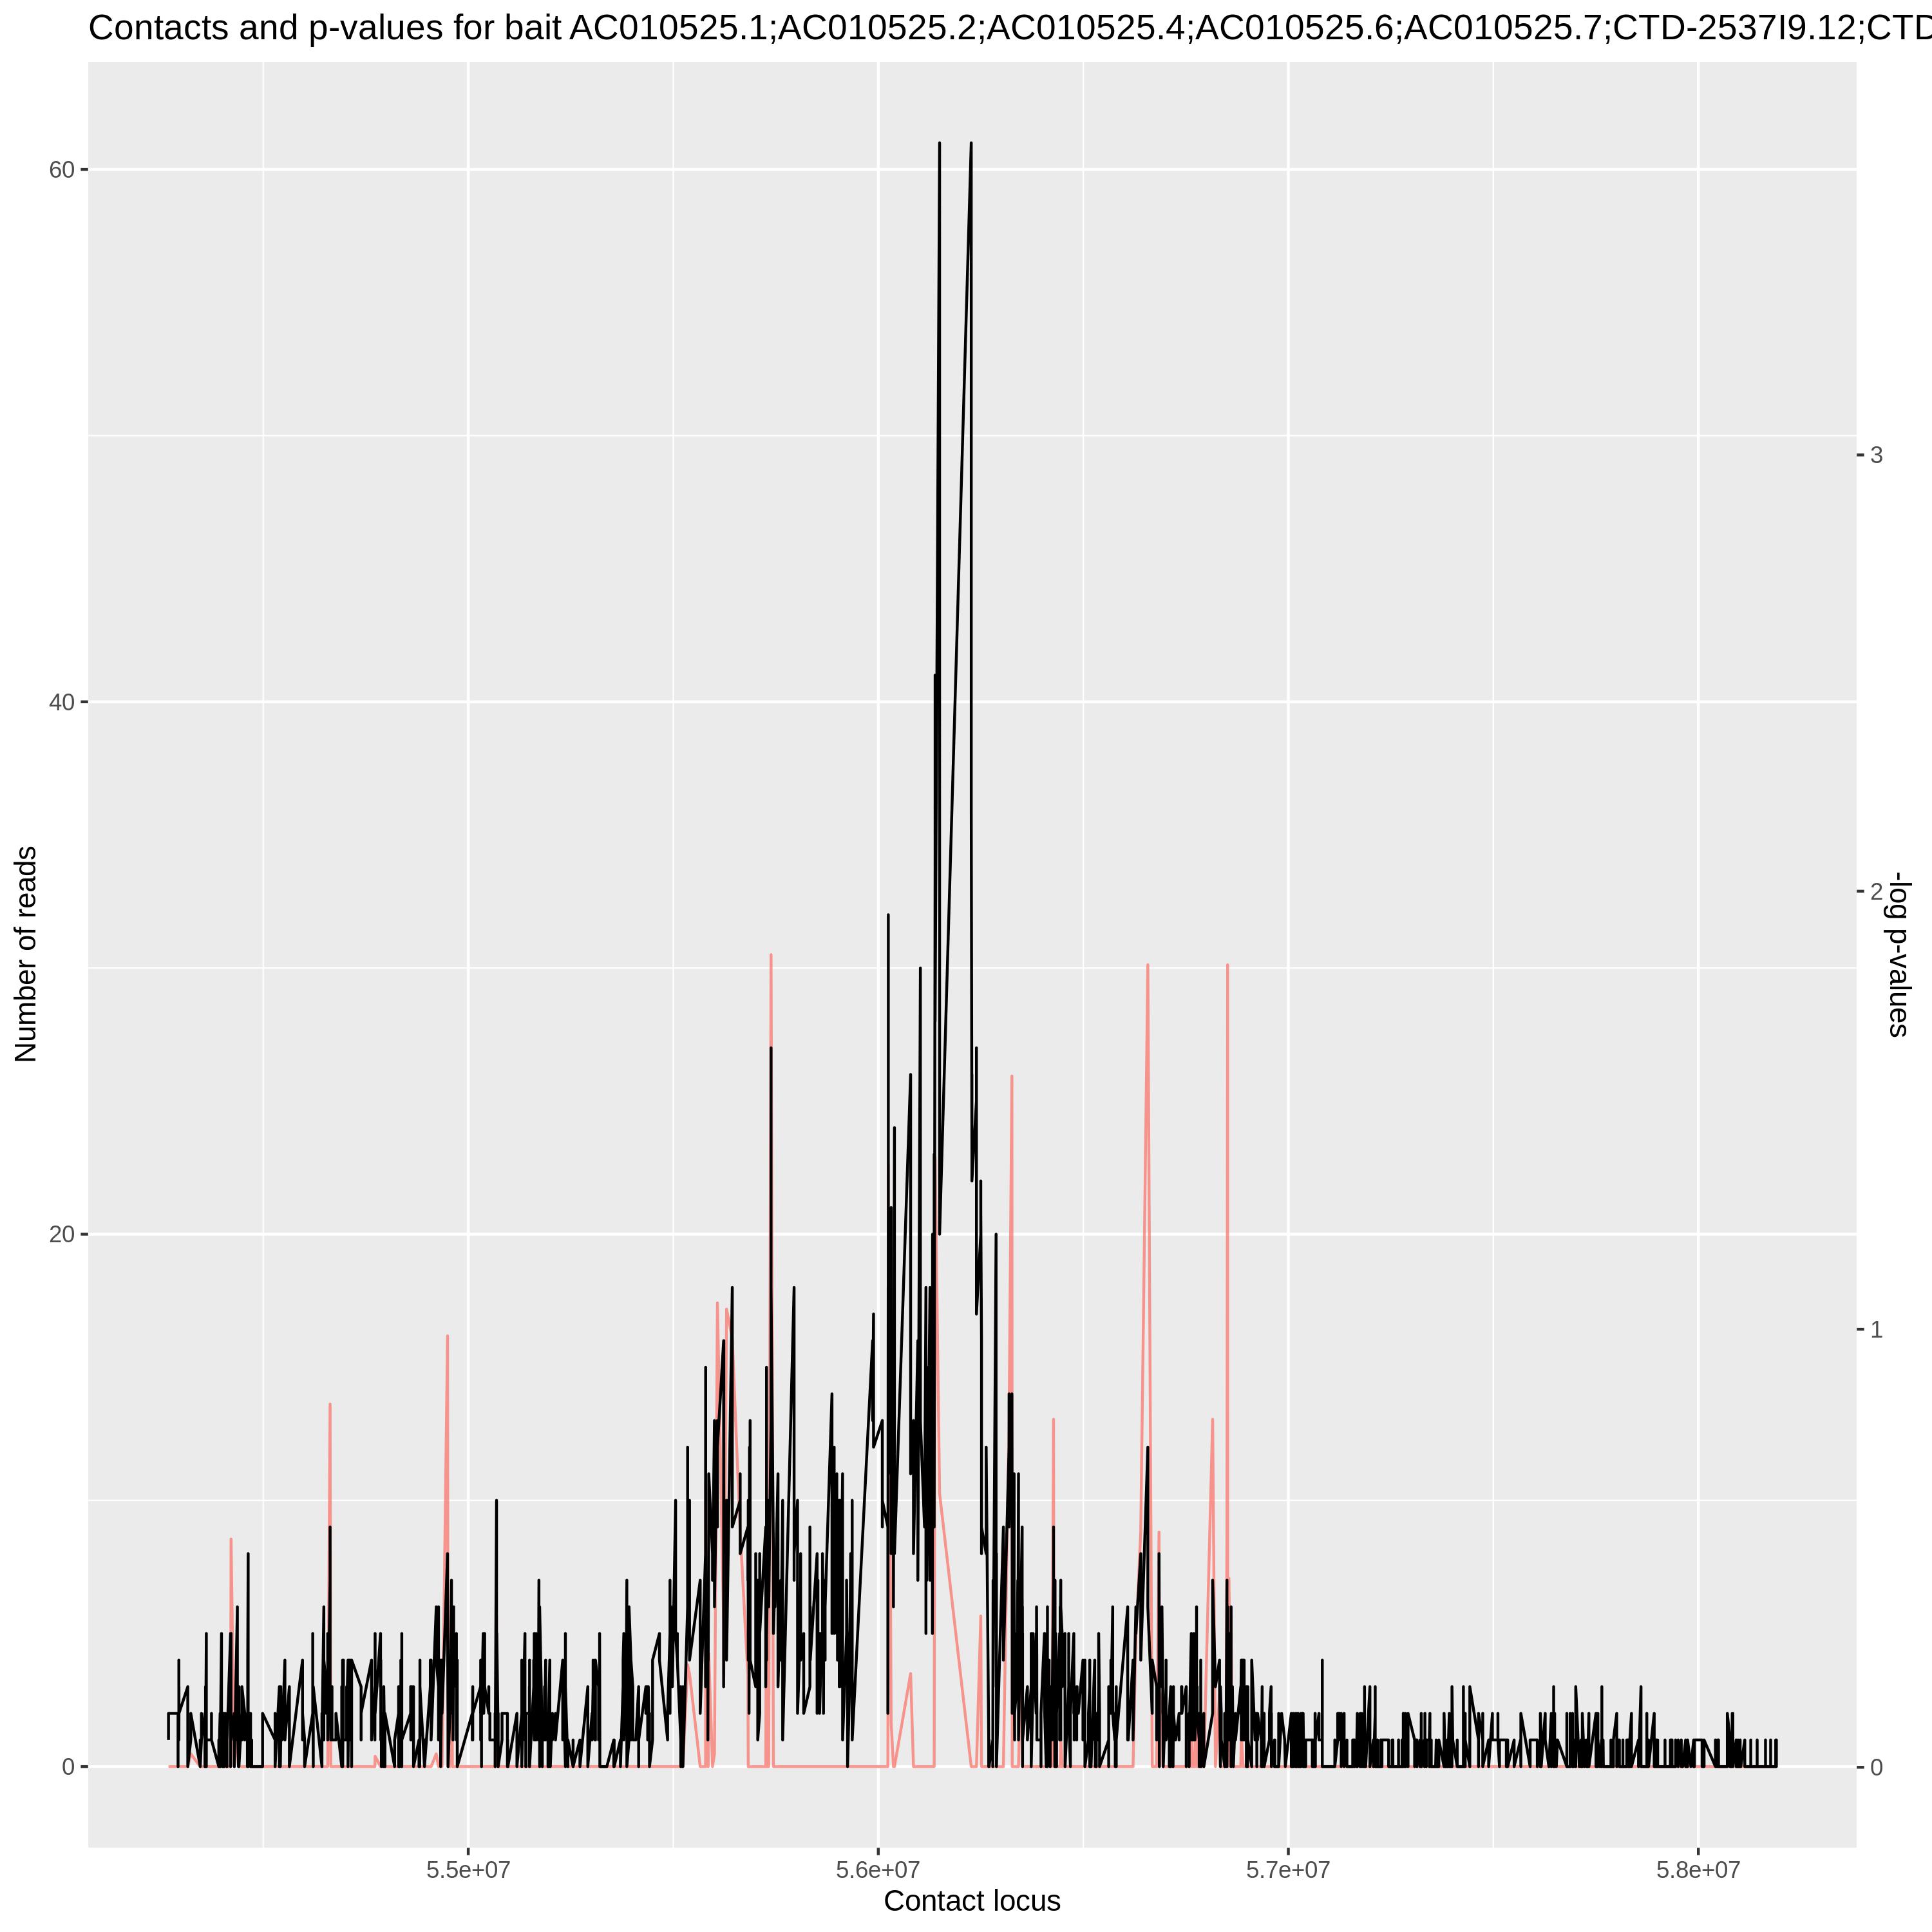 Contacts and p-values for bait AC010525.1;AC010525.2;AC010525.4;AC010525.6;AC010525.7;CTD-2537I9.12;CTD
60
40
20
0
Number of reads
3
2
1
0
-log p-values
5.5e+07
5.6e+07
5.7e+07
5.8e+07
Contact locus